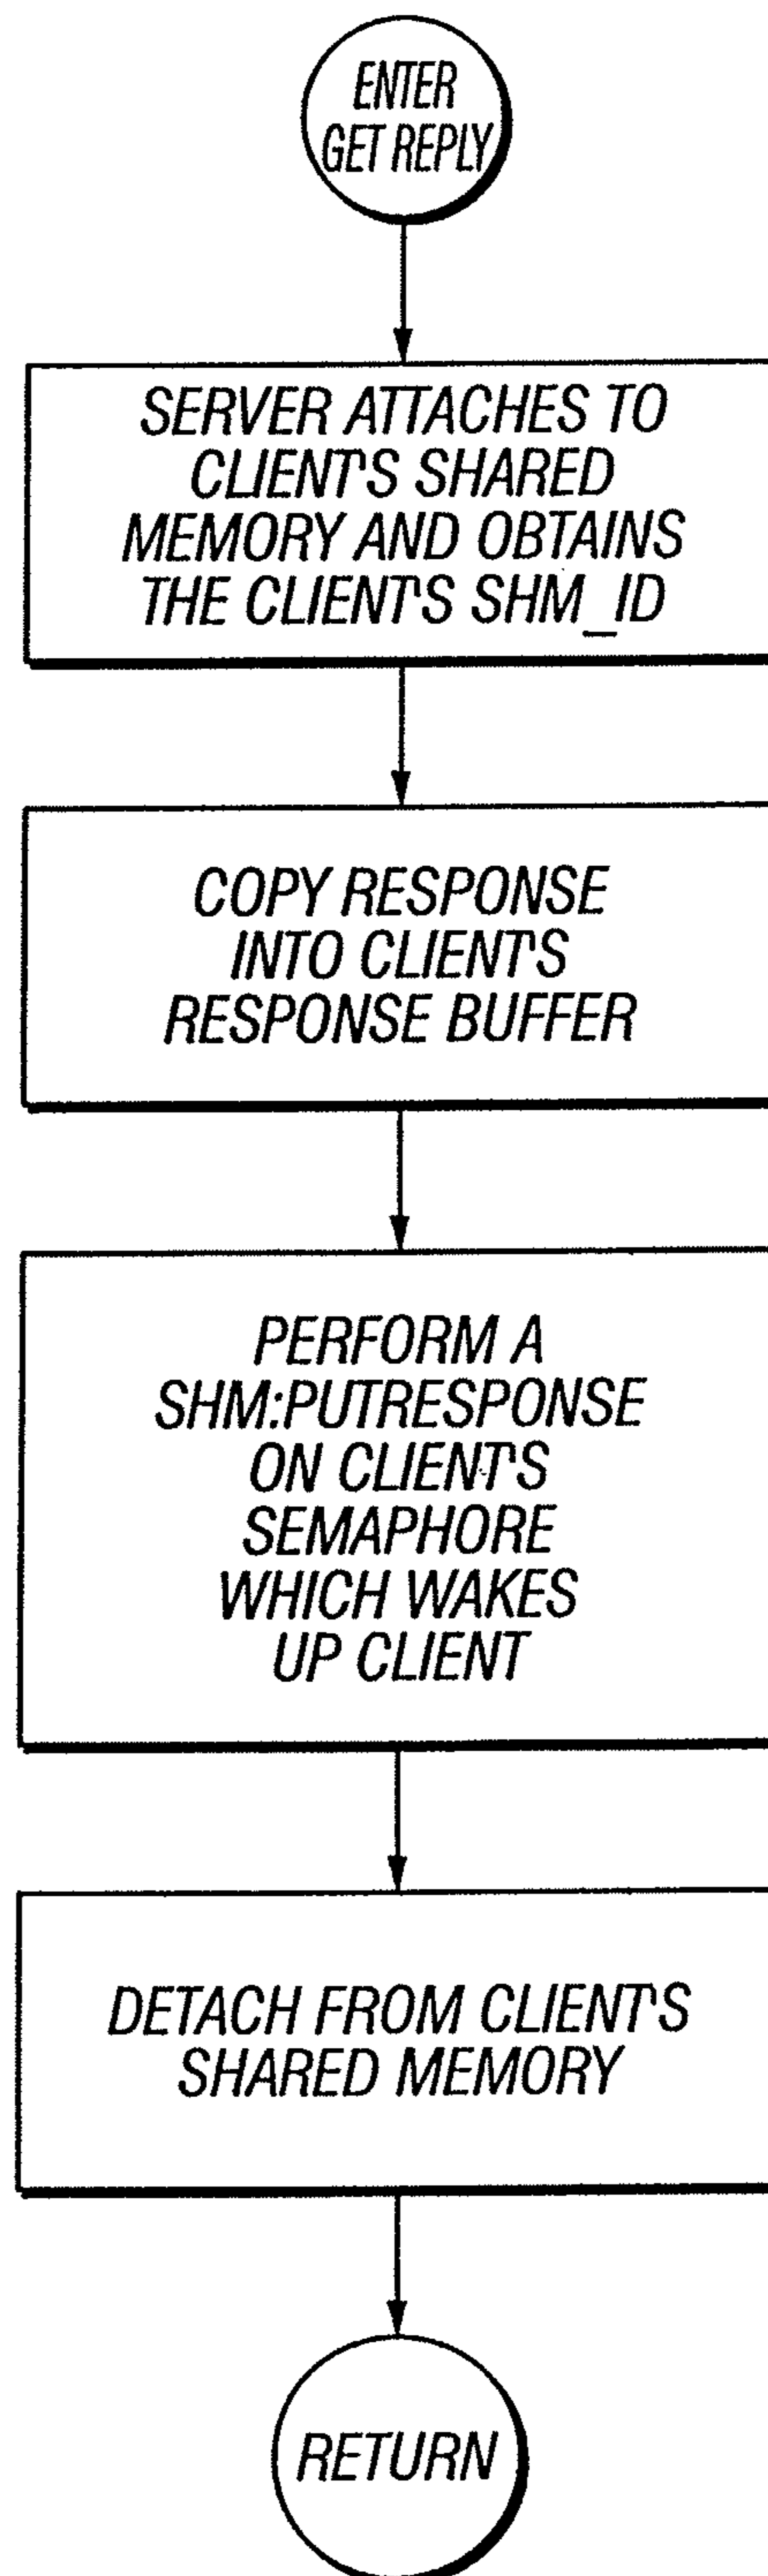 ENTER
GET REPLY
SERVER ATTACHES TO
CLIENT'S SHARED
MEMORY AND OBTAINS
THE CLIENT'S SHM_ID
COPY RESPONSE
INTO CLIENT'S
RESPONSE BUFFER
PERFORM A
SHM:PUTRESPONSE
ON CLIENT'S
SEMAPHORE
WHICH WAKES
UP CLIENT
DETACH FROM CLIENT'S
SHARED MEMORY
RETURN